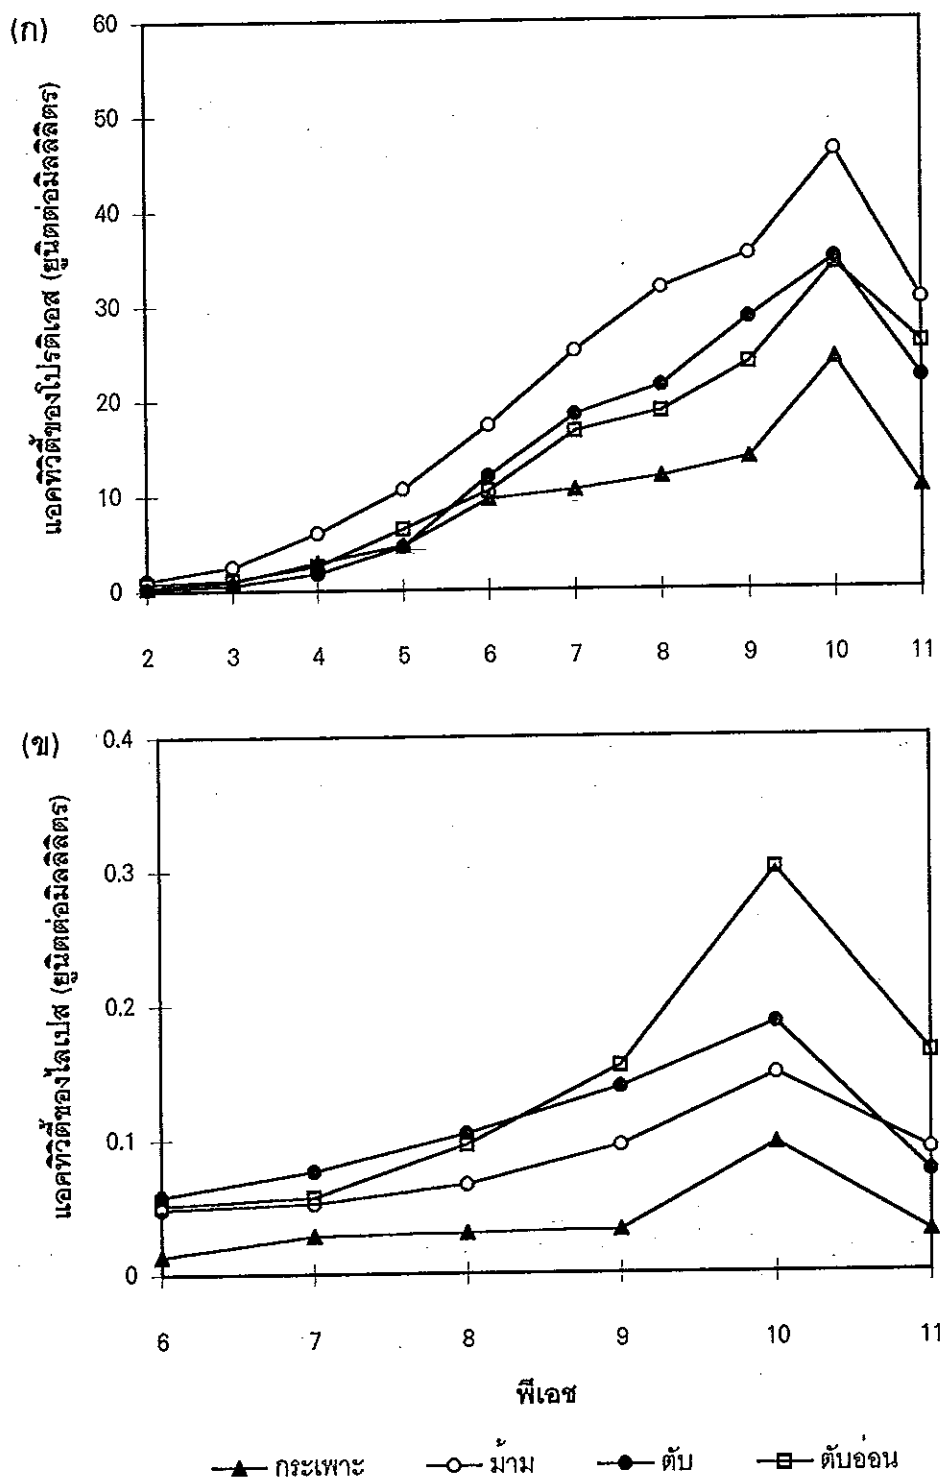 (ก)
แอคทิวิตี้ของโปรติเอส (ยูนิตต่อมิลลิลิตร)
60
50
40
30
20
10
0
2 3 4 5 6 7 8 9 10 11
(ข)
แอคทิวิตี้ของไลเปส (ยูนิตต่อมิลลิลิตร)
0.4
0.3
0.2
0.1
0
6 7 8 9 10 11
พีเอช
กระเพาะ ม้าม ตับ ตับอ่อน